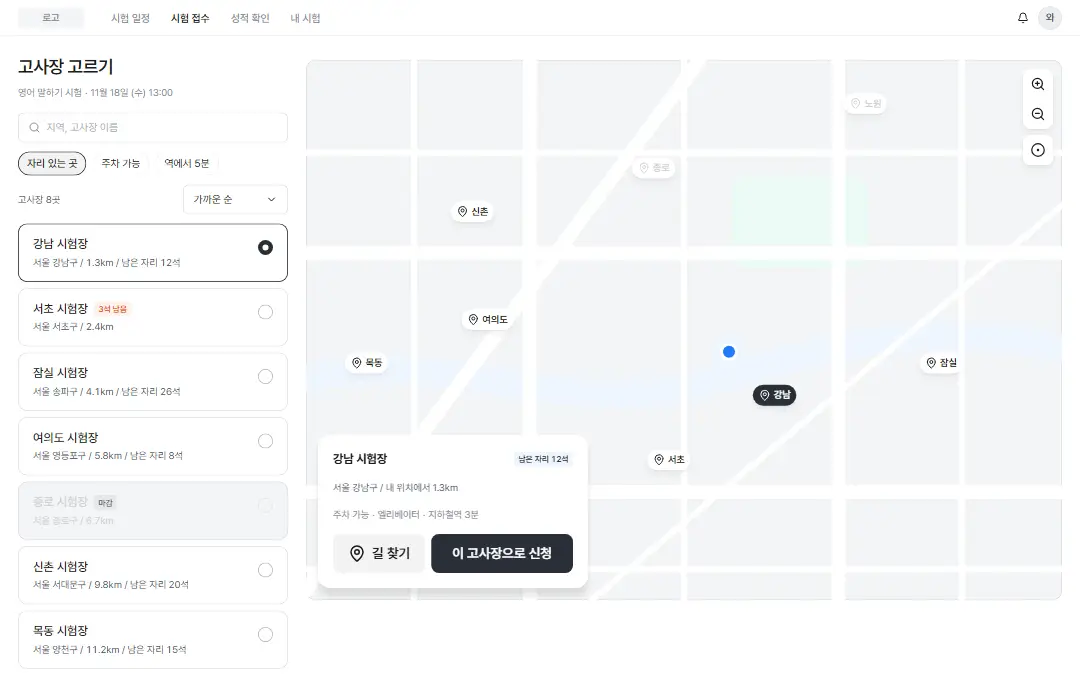 로고
시험 일정
시험 접수
성적 확인
내 시험
와
고사장 고르기
영어 말하기 시험 · 11월 18일 (수) 13:00
지역, 고사장 이름
자리 있는 곳
주차 가능
역에서 5분
고사장 8곳
가까운 순
강남 시험장
서울 강남구 / 1.3km / 남은 자리 12석
서초 시험장 3석 남음
서울 서초구 / 2.4km
잠실 시험장
서울 송파구 / 4.1km / 남은 자리 26석
여의도 시험장
서울 영등포구 / 5.8km / 남은 자리 8석
종로 시험장 마감
서울 종로구 / 6.7km
신촌 시험장
서울 서대문구 / 9.8km / 남은 자리 20석
목동 시험장
서울 양천구 / 11.2km / 남은 자리 15석
노원
종로
신촌
여의도
목동
잠실
강남
서초
강남 시험장
남은 자리 12석
서울 강남구 / 내 위치에서 1.3km
주차 가능 · 엘리베이터 · 지하철역 3분
길 찾기
이 고사장으로 신청